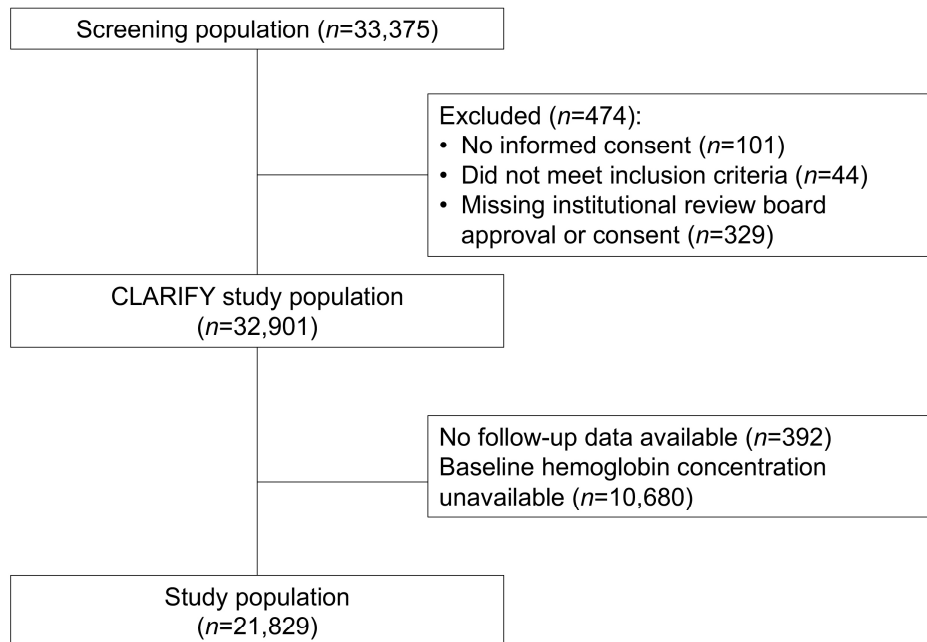 Screening population (n=33,375)
Excluded (n=474):
• No informed consent (n=101)
• Did not meet inclusion criteria (n=44)
• Missing institutional review board
approval or consent (n=329)
CLARIFY study population
(n=32,901)
No follow-up data available (n=392)
Baseline hemoglobin concentration
unavailable (n=10,680)
Study population
(n=21,829)